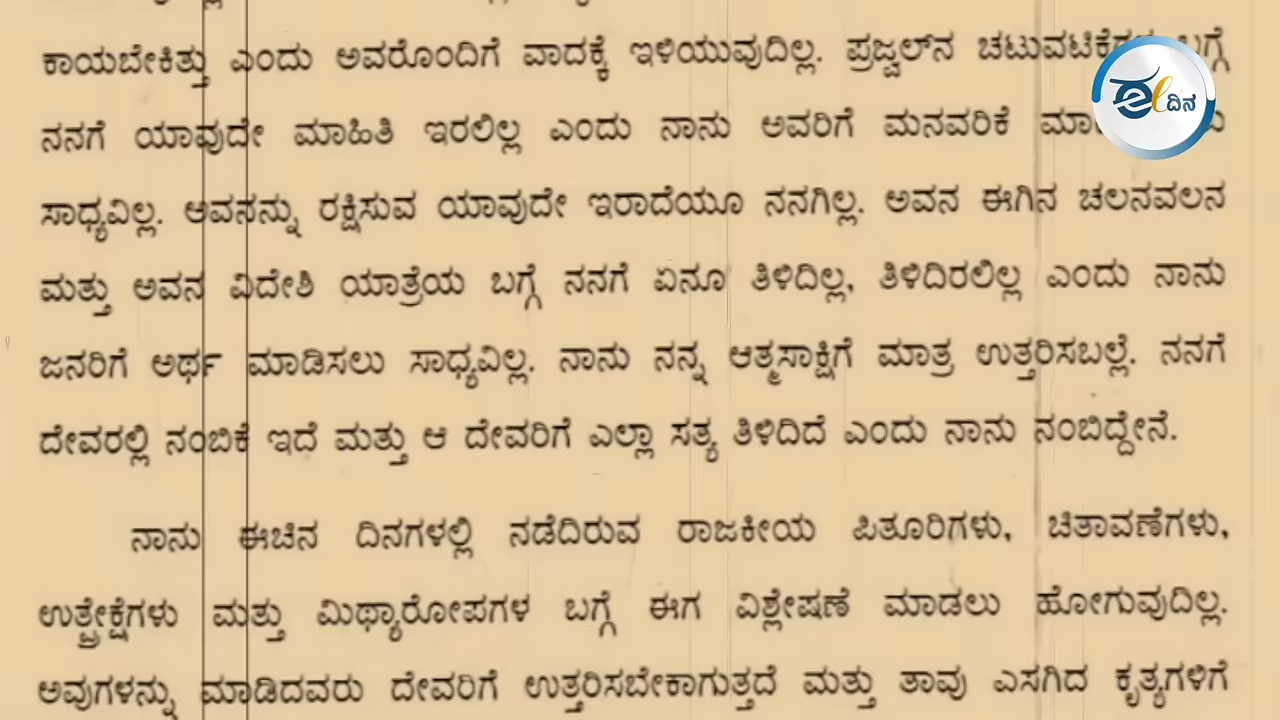 ಕಾಯಬೇಕಿತ್ತು ಎಂದು ಅವರೊಂದಿಗೆ ವಾದಕ್ಕೆ ಇಳಿಯುವುದಿಲ್ಲ. ಪ್ರಜ್ವಲ್‌ನ ಬಗ್ಗೆ
ನನಗೆ ಯಾವುದೇ ಮಾಹಿತಿ ಇರಲಿಲ್ಲ ಎಂದು ನಾನು ಅವರಿಗೆ ಮನವರಿಕೆ
ಸಾಧ್ಯವಿಲ್ಲ. ಅವನನ್ನು ರಕ್ಷಿಸುವ ಯಾವುದೇ ಇರಾದೆಯೂ ನನಗಿಲ್ಲ. ಅವನ ಈಗಿನ ಚಲನವಲನ
ಮತ್ತು ಅವನ ವಿದೇಶಿ ಯಾತ್ರೆಯ ಬಗ್ಗೆ ನನಗೆ ಏನೂ ತಿಳಿದಿಲ್ಲ, ತಿಳಿದಿರಲಿಲ್ಲ ಎಂದು ನಾನು
ಜನರಿಗೆ ಅರ್ಥ ಮಾಡಿಸಲು ಸಾಧ್ಯವಿಲ್ಲ. ನಾನು ನನ್ನ ಆತ್ಮಸಾಕ್ಷಿಗೆ ಮಾತ್ರ ಉತ್ತರಿಸಬಲ್ಲೆ. ನನಗೆ
ದೇವರಲ್ಲಿ ನಂಬಿಕೆ ಇದೆ ಮತ್ತು ಆ ದೇವರಿಗೆ ಎಲ್ಲಾ ಸತ್ಯ ತಿಳಿದಿದೆ ಎಂದು ನಾನು ನಂಬಿದ್ದೇನೆ.
ನಾನು ಈಚಿನ ದಿನಗಳಲ್ಲಿ ನಡೆದಿರುವ ರಾಜಕೀಯ ಪಿತೂರಿಗಳು, ಚಿತಾವಣೆಗಳು,
ಉತ್ಪ್ರೇಕ್ಷೆಗಳು ಮತ್ತು ಮಿಥ್ಯಾರೋಪಗಳ ಬಗ್ಗೆ ಈಗ ವಿಶ್ಲೇಷಣೆ ಮಾಡಲು ಹೋಗುವುದಿಲ್ಲ.
ಅವುಗಳನ್ನು ಮಾಡಿದವರು ದೇವರಿಗೆ ಉತ್ತರಿಸಬೇಕಾಗುತ್ತದೆ ಮತ್ತು ತಾವು ಎಸಗಿದ ಕೃತ್ಯಗಳಿಗೆ
ದಿನ